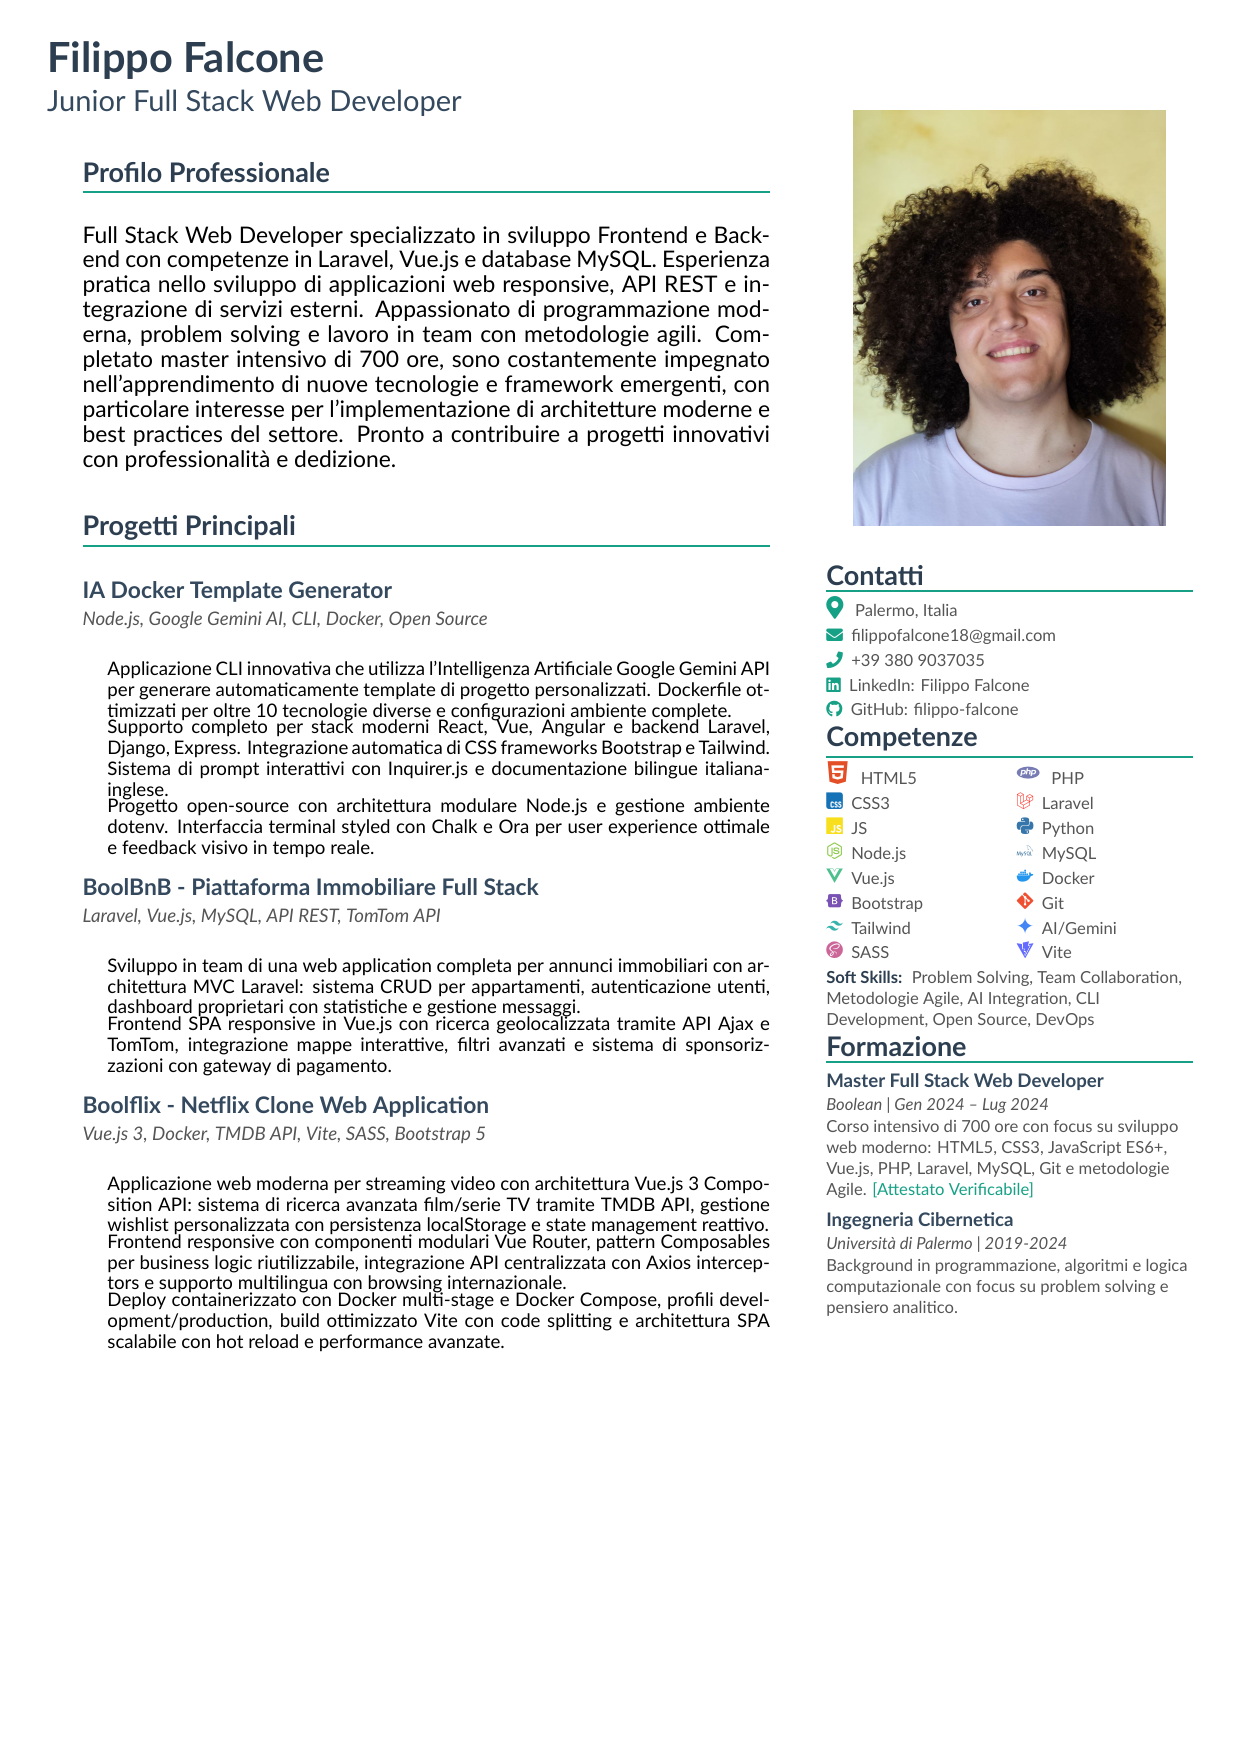 Filippo Falcone
Junior Full Stack Web Developer
Profilo Professionale
Full Stack Web Developer specializzato in sviluppo Frontend e Back-
end con competenze in Laravel, Vue.js e database MySQL. Esperienza
pratica nello sviluppo di applicazioni web responsive, API REST e in-
tegrazione di servizi esterni. Appassionato di programmazione mod-
erna, problem solving e lavoro in team con metodologie agili. Com-
pletato master intensivo di 700 ore, sono costantemente impegnato
nell'apprendimento di nuove tecnologie e framework emergenti, con
particolare interesse per l'implementazione di architetture moderne e
best practices del settore. Pronto a contribuire a progetti innovativi
con professionalità e dedizione.
Progetti Principali
IA Docker Template Generator
Node.js, Google Gemini AI, CLI, Docker, Open Source
Applicazione CLI innovativa che utilizza l'Intelligenza Artificiale Google Gemini API
per generare automaticamente template di progetto personalizzati. Dockerfile ot-
timizzati per oltre 10 tecnologie diverse e configurazioni ambiente complete.
Supporto completo per stack moderni React, Vue, Angular e backend Laravel,
Django, Express. Integrazione automatica di CSS frameworks Bootstrap e Tailwind.
Sistema di prompt interattivi con Inquirer.js e documentazione bilingue italiana-
inglese.
Progetto open-source con architettura modulare Node.js e gestione ambiente
dotenv. Interfaccia terminal styled con Chalk e Ora per user experience ottimale
e feedback visivo in tempo reale.
BoolBnB - Piattaforma Immobiliare Full Stack
Laravel, Vue.js, MySQL, API REST, TomTom API
Sviluppo in team di una web application completa per annunci immobiliari con ar-
chitettura MVC Laravel: sistema CRUD per appartamenti, autenticazione utenti,
dashboard proprietari con statistiche e gestione messaggi.
Frontend SPA responsive in Vue.js con ricerca geolocalizzata tramite API Ajax e
TomTom, integrazione mappe interattive, filtri avanzati e sistema di sponsoriz-
zazioni con gateway di pagamento.
Boolflix - Netflix Clone Web Application
Vue.js 3, Docker, TMDB API, Vite, SASS, Bootstrap 5
Applicazione web moderna per streaming video con architettura Vue.js 3 Compo-
sition API: sistema di ricerca avanzata film/serie TV tramite TMDB API, gestione
wishlist personalizzata con persistenza localStorage e state management reattivo.
Frontend responsive con componenti modulari Vue Router, pattern Composables
per business logic riutilizzabile, integrazione API centralizzata con Axios intercep-
tors e supporto multilingua con browsing internazionale.
Deploy containerizzato con Docker multi-stage e Docker Compose, profili devel-
opment/production, build ottimizzato Vite con code splitting e architettura SPA
scalabile con hot reload e performance avanzate.
Contatti
Palermo, Italia
filippofalcone18@gmail.com
+39 380 9037035
LinkedIn: Filippo Falcone
GitHub: filippo-falcone
Competenze
HTML5 PHP
CSS3 Laravel
JS Python
Node.js MySQL
Vue.js Docker
Bootstrap Git
Tailwind AI/Gemini
SASS Vite
Soft Skills: Problem Solving, Team Collaboration,
Metodologie Agile, AI Integration, CLI
Development, Open Source, DevOps
Formazione
Master Full Stack Web Developer
Boolean | Gen 2024 – Lug 2024
Corso intensivo di 700 ore con focus su sviluppo
web moderno: HTML5, CSS3, JavaScript ES6+,
Vue.js, PHP, Laravel, MySQL, Git e metodologie
Agile. [Attestato Verificabile]
Ingegneria Cibernetica
Università di Palermo | 2019-2024
Background in programmazione, algoritmi e logica
computazionale con focus su problem solving e
pensiero analitico.